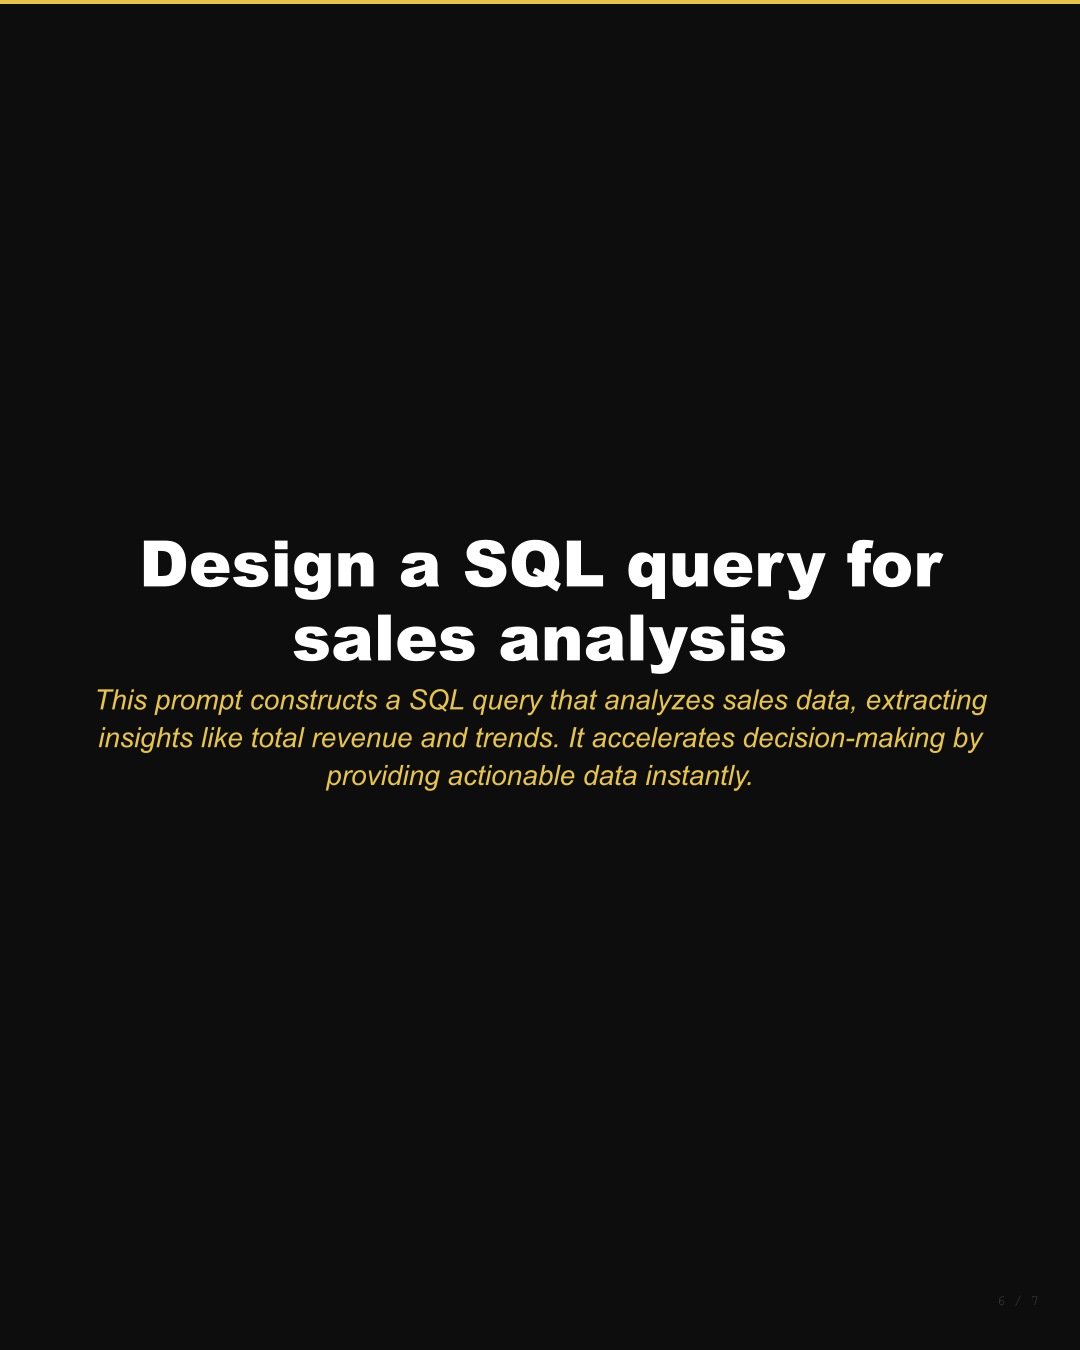 Design a SQL query for
sales analysis
This prompt constructs a SQL query that analyzes sales data, extracting
insights like total revenue and trends. It accelerates decision-making by
providing actionable data instantly.
6 / 7